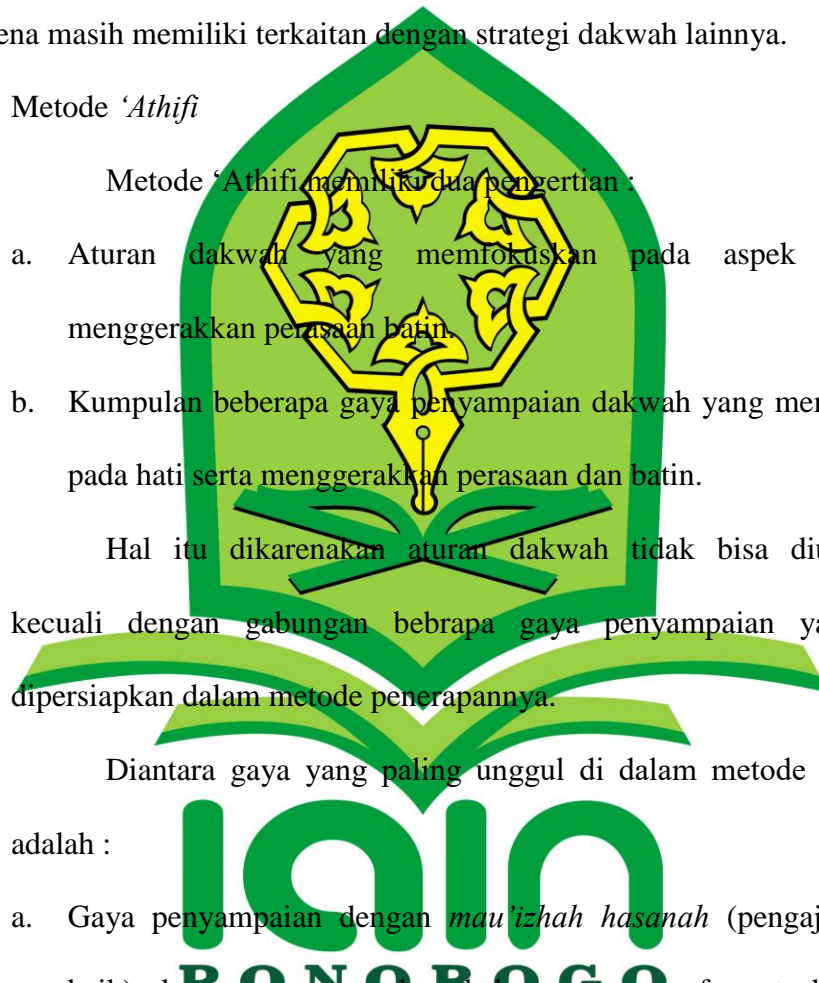 ena masih memiliki terkaitan dengan strategi dakwah lainnya.
Metode ‘Athifi
Metode ‘Athifi memiliki dua pengertian :
a. Aturan dakwah yang memfokuskan pada aspek
menggerakkan perasaan batin.
b. Kumpulan beberapa gaya penyampaian dakwah yang mem
pada hati serta menggerakkan perasaan dan batin.
Hal itu dikarenakan aturan dakwah tidak bisa diu
kecuali dengan gabungan bebrapa gaya penyampaian ya
dipersiapkan dalam metode penerapannya.
Diantara gaya yang paling unggul di dalam metode
adalah :
a. Gaya penyampaian dengan mau’izhah hasanah (pengaj
iain
PONOROGO